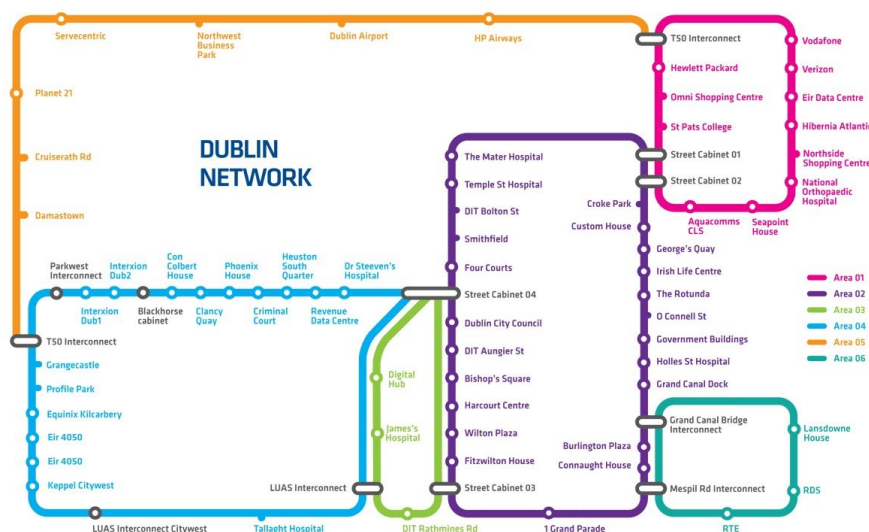 Servecentric
Northwest
Business
Park
Dublin Airport
HP Airways
T50 Interconnect
Vodafone
Hewlett Packard
Verizon
Planet 21
Omni Shopping Centre
Eir Data Centre
St Pats College
Hibernia Atlantic
DUBLIN
NETWORK
Cruiserath Rd
The Mater Hospital
Street Cabinet 01
Northside
Shopping Centre
Temple St Hospital
Street Cabinet 02
National
Orthopaedic
Hospital
Damastown
DIT Bolton St
Croke Park
Aquacomms
CLS
Seapoint
House
Smithfield
Custom House
George's Quay
Parkwest
Interconnect
Interxion
Dub2
Con
Colbert
House
Phoenix
House
Heuston
South
Quarter
Dr Steeven's
Hospital
Four Courts
Irish Life Centre
Area 01
Area 02
Area 03
Area 04
Area 05
Area 06
Interxion
Dub1
Blackhorse
cabinet
Clancy
Quay
Criminal
Court
Revenue
Data Centre
Street Cabinet 04
The Rotunda
O Connell St
T50 Interconnect
Dublin City Council
Government Buildings
Grangecastle
DIT Aungier St
Holles St Hospital
Profile Park
Digital
Hub
Bishop's Square
Grand Canal Dock
Equinix Kilcarbery
Harcourt Centre
Grand Canal Bridge
Interconnect
Lansdowne
House
Eir 4050
James's
Hospital
Wilton Plaza
Burlington Plaza
Eir 4050
Fitzwilton House
Connaught House
Keppel Citywest
LUAS Interconnect
Street Cabinet 03
Mespil Rd Interconnect
RDS
LUAS Interconnect Citywest
Tallaght Hospital
DIT Rathmines Rd
1 Grand Parade
RTE